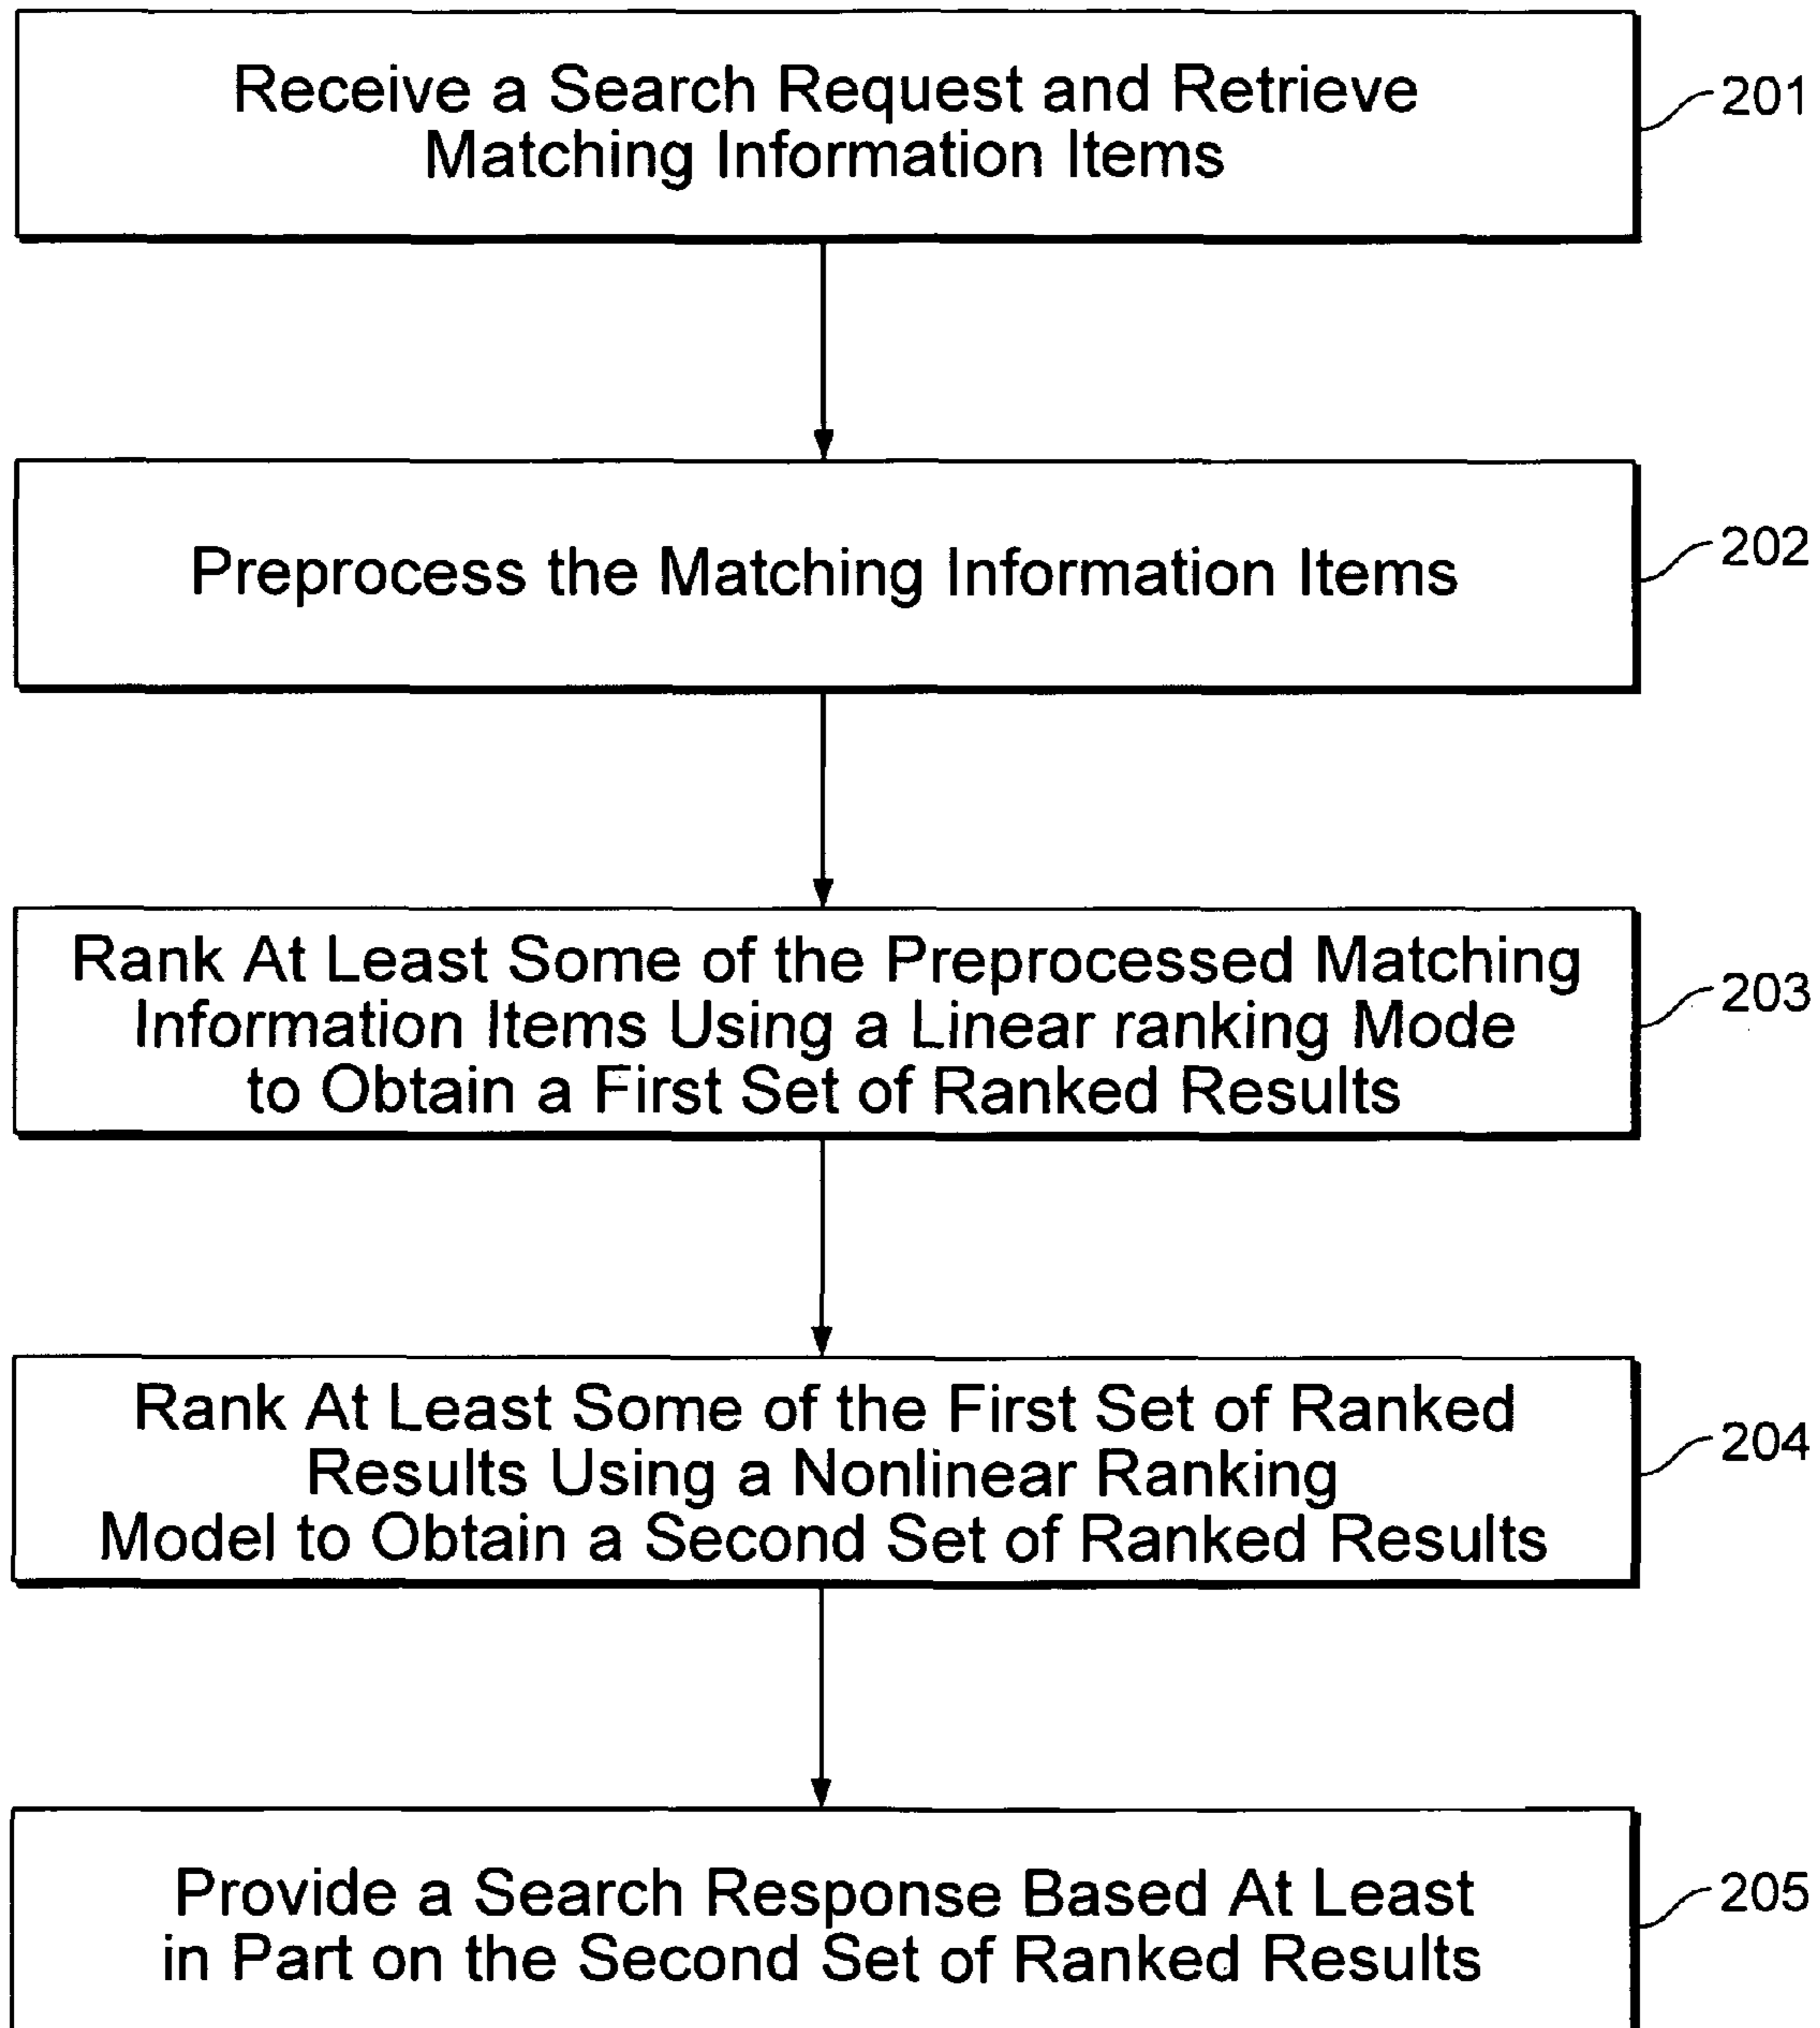 Receive a Search Request and Retrieve
Matching Information Items
201
Preprocess the Matching Information Items
202
Rank At Least Some of the Preprocessed Matching
Information Items Using a Linear ranking Mode
to Obtain a First Set of Ranked Results
203
Rank At Least Some of the First Set of Ranked
Results Using a Nonlinear Ranking
Model to Obtain a Second Set of Ranked Results
204
Provide a Search Response Based At Least
in Part on the Second Set of Ranked Results
205